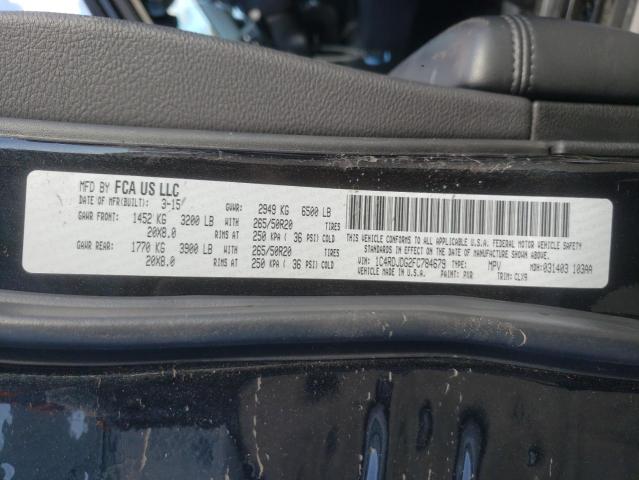 MFD BY FCA US LLC
DATE OF MFR(BUILT): 3-15 GVWR: 2949 KG 6500 LB
GAWR FRONT: 1452 KG 3200 LB WITH 265/50R20 TIRES
20X8.0 RIMS AT 250 KPA ( 36 PSI) COLD
GAWR REAR: 1770 KG 3900 LB WITH 265/50R20 TIRES
20X8.0 RIMS AT 250 KPA ( 36 PSI) COLD
THIS VEHICLE CONFORMS TO ALL APPLICABLE U.S.A. FEDERAL MOTOR VEHICLE SAFETY
STANDARDS IN EFFECT ON THE DATE OF MANUFACTURE SHOWN ABOVE.
VIN: 1C4RDJDG2FC784679 TYPE: MPV MDH:031403 103AA
VEHICLE MADE IN U.S.A. PAINT: PXR TRIM: CLX9